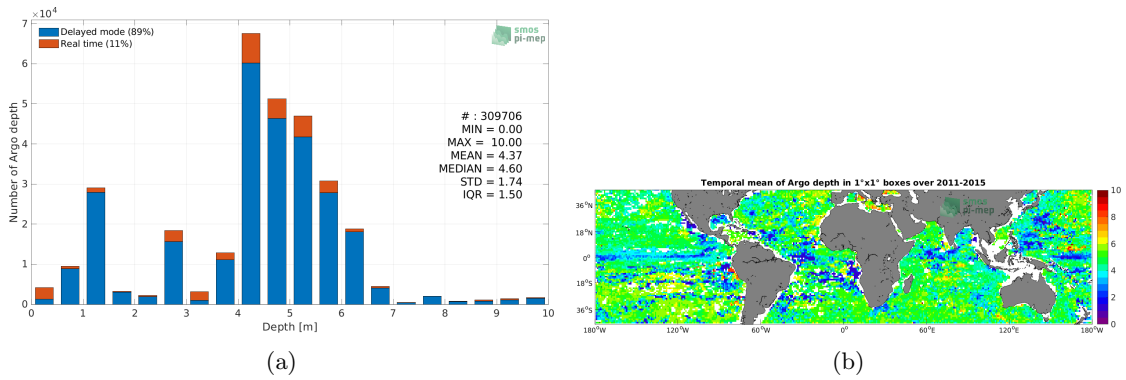 ×10⁴
7
6
5
4
3
2
1
0
Number of Argo depth
Delayed mode (89%)
Real time (11%)
smos
pi-mep
# : 309706
MIN = 0.00
MAX = 10.00
MEAN = 4.37
MEDIAN = 4.60
STD = 1.74
IQR = 1.50
0 1 2 3 4 5 6 7 8 9 10
Depth [m]
(a)
Temporal mean of Argo depth in 1°x1° boxes over 2011-2015
smos
pi-mep
36°N
18°N
0°
18°S
36°S
180°W 120°W 60°W 0° 60°W 120°W 180°W
10
8
6
4
2
0
(b)